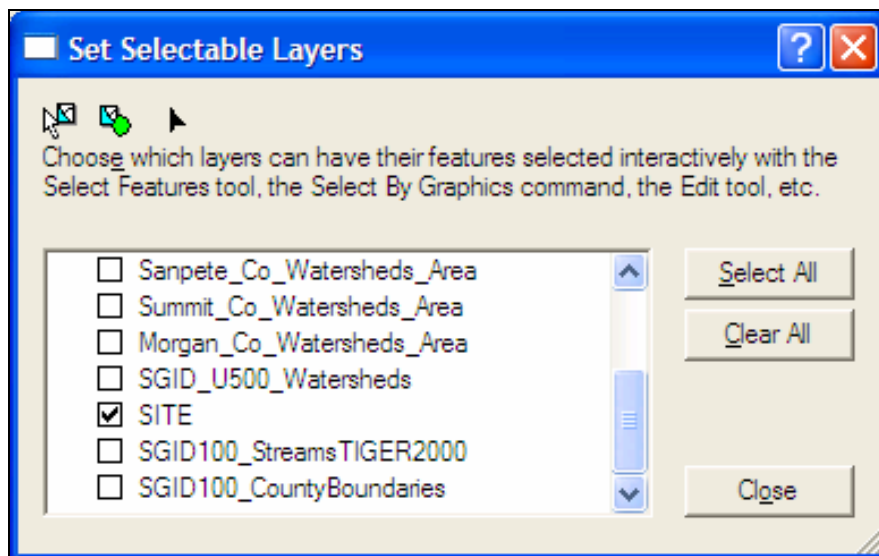 Set Selectable Layers
Choose which layers can have their features selected interactively with the
Select Features tool, the Select By Graphics command, the Edit tool, etc.
Sanpete_Co_Watersheds_Area
Summit_Co_Watersheds_Area
Morgan_Co_Watersheds_Area
SGID_U500_Watersheds
SITE
SGID100_StreamsTIGER2000
SGID100_CountyBoundaries
Select All
Clear All
Close